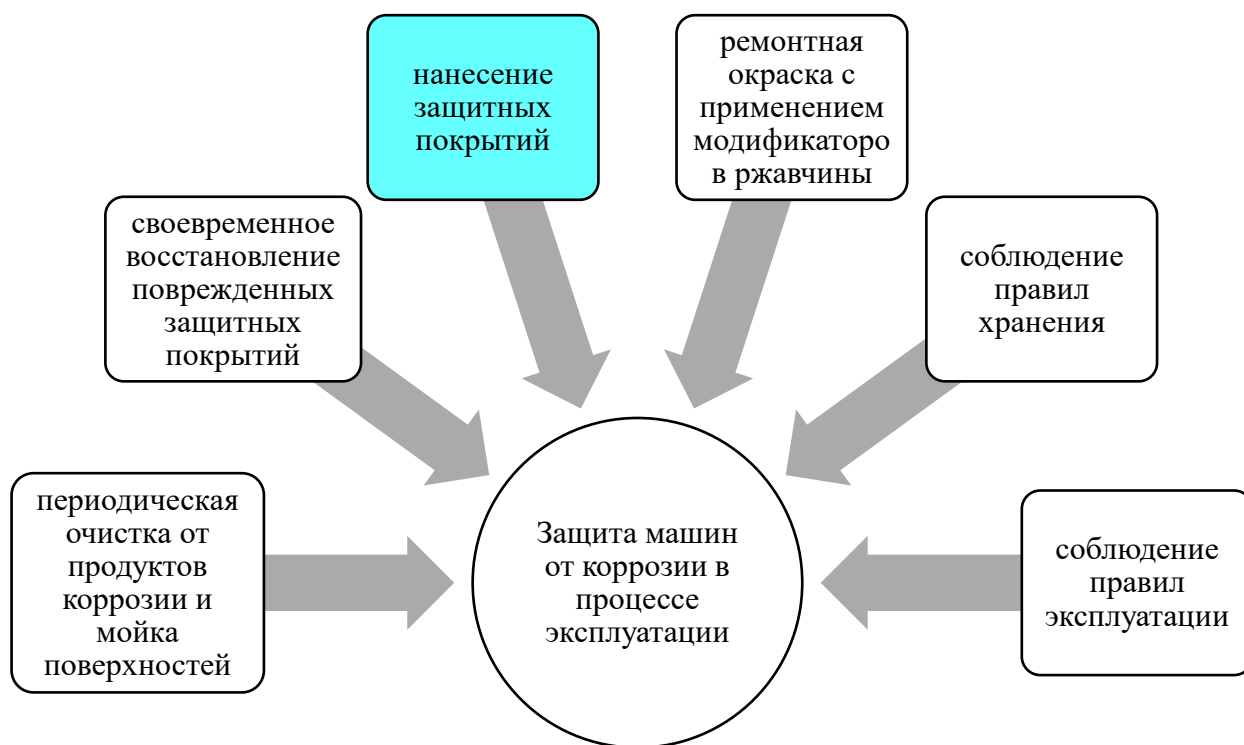 нанесение
защитных
покрытий
ремонтная
окраска с
применением
модификаторо
в ржавчины
своевременное
восстановление
поврежденных
защитных
покрытий
соблюдение
правил
хранения
периодическая
очистка от
продуктов
коррозии и
мойка
поверхностей
Защита машин
от коррозии в
процессе
эксплуатации
соблюдение
правил
эксплуатации